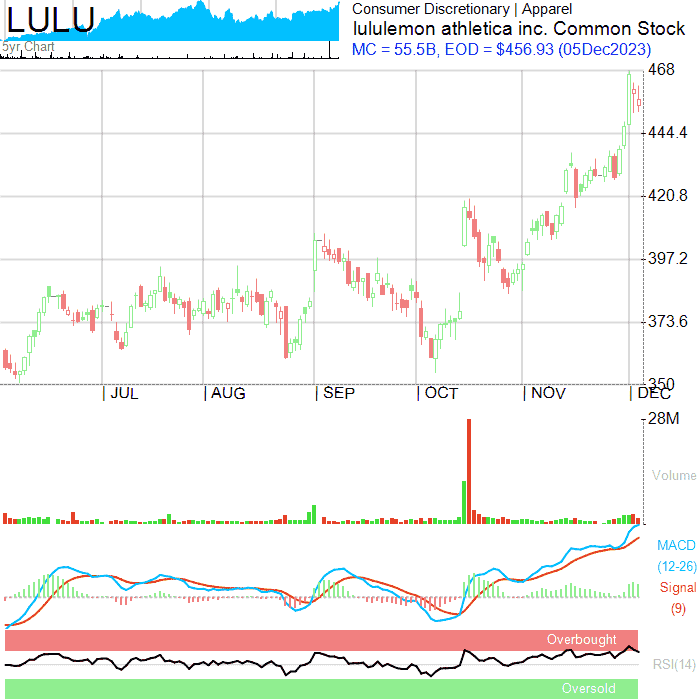 LULU
5yr. Chart
Consumer Discretionary | Apparel
lululemon athletica inc. Common Stock
MC = 55.5B, EOD = $456.93 (05Dec2023)
468
444.4
420.8
397.2
373.6
350.0
| JUL | AUG | SEP | OCT | NOV | DEC
28M
Volume
MACD
(12-26)
Signal
(9)
Overbought
RSI(14)
Oversold